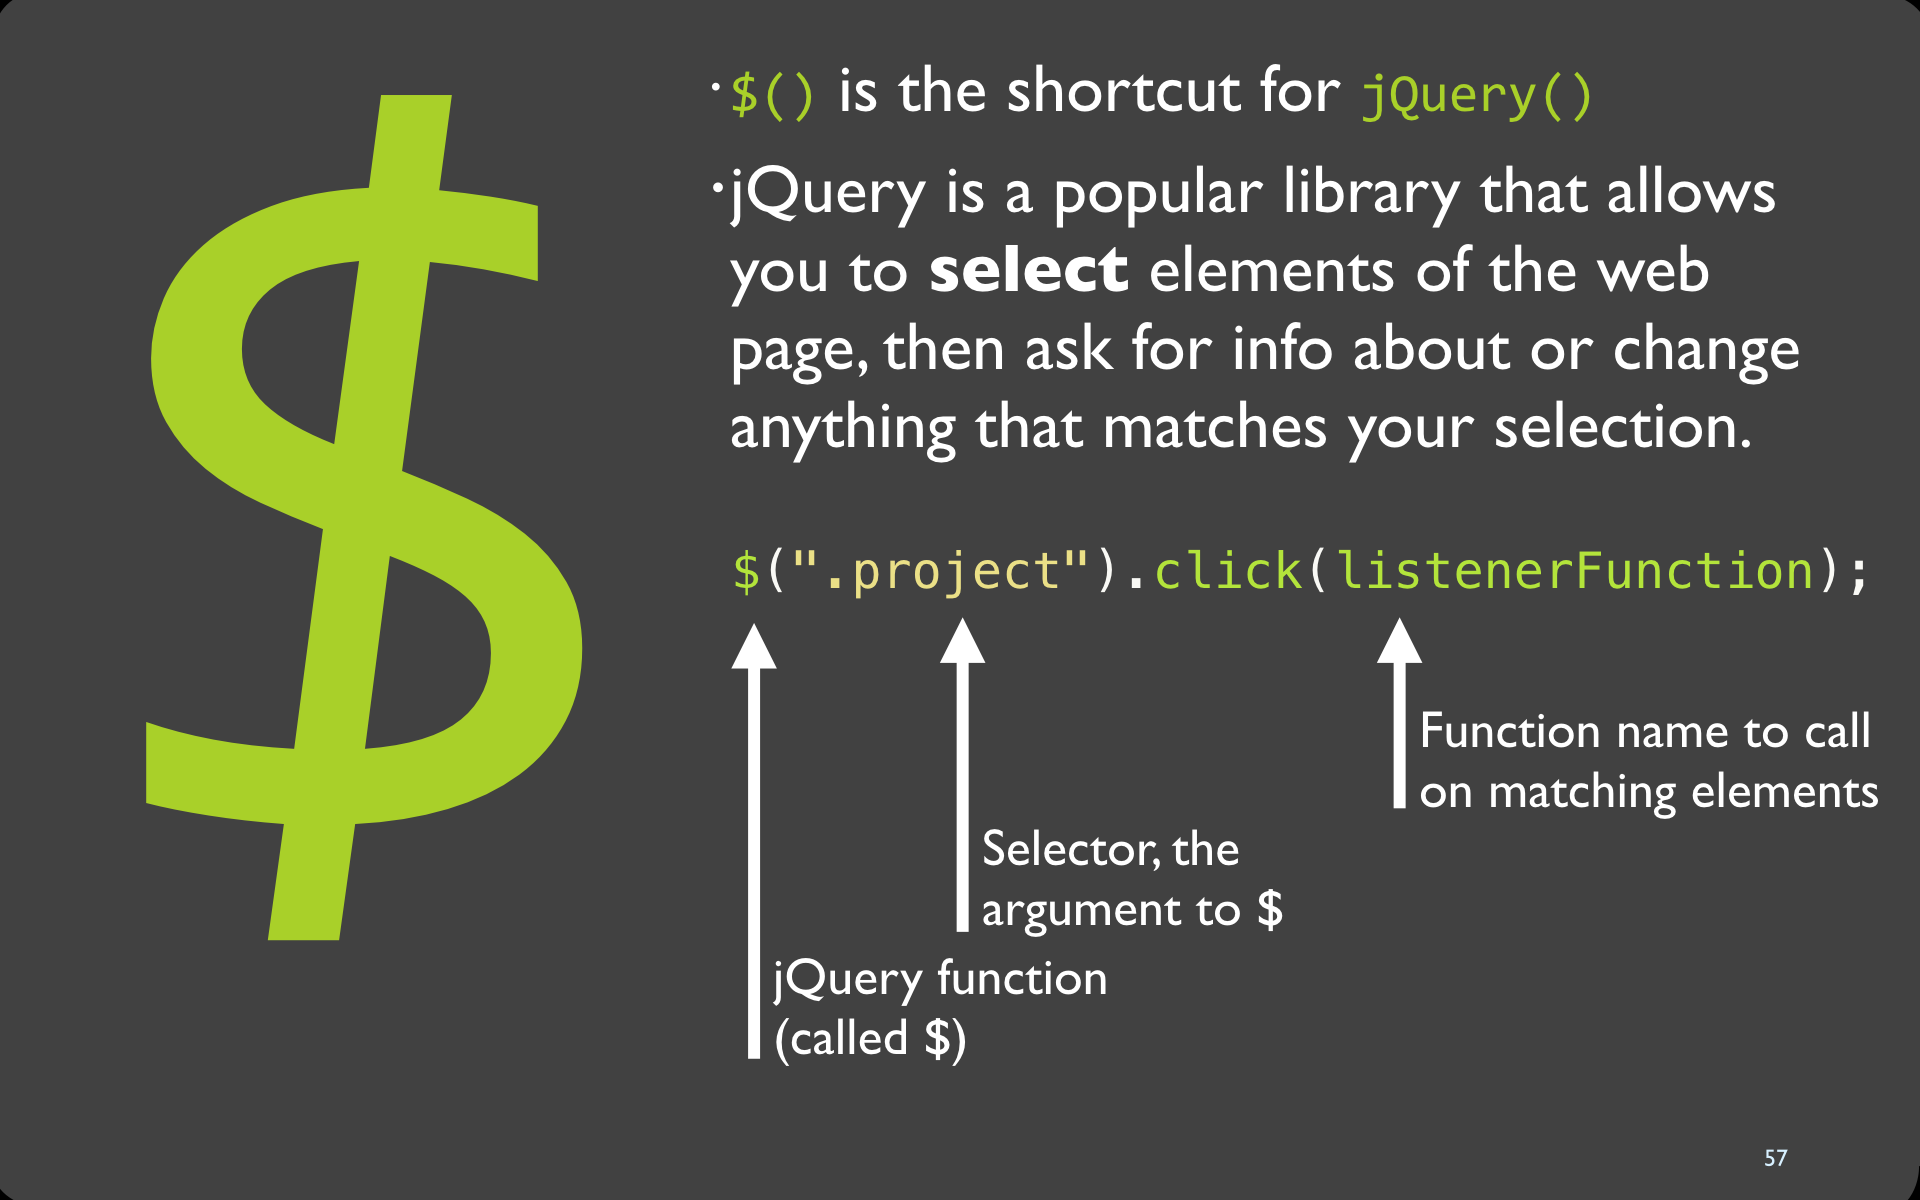 $
• $() is the shortcut for jQuery()
• jQuery is a popular library that allows
you to select elements of the web
page, then ask for info about or change
anything that matches your selection.
$(".project").click(listenerFunction);
Function name to call
on matching elements
Selector, the
argument to $
jQuery function
(called $)
57